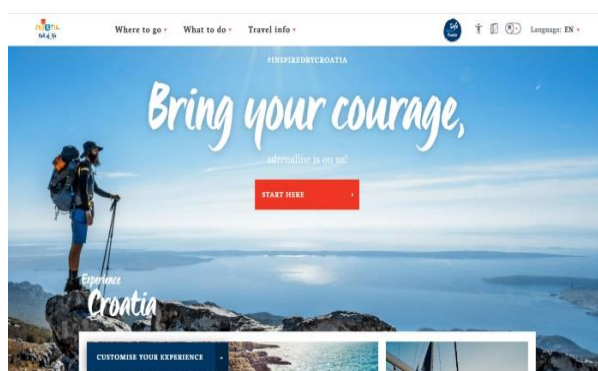 Where to go What to do Travel info Language: EN
#INSPIREDBYCROATIA
Bring your courage,
adrenaline is on us!
START HERE
Experience
Croatia
CUSTOMISE YOUR EXPERIENCE